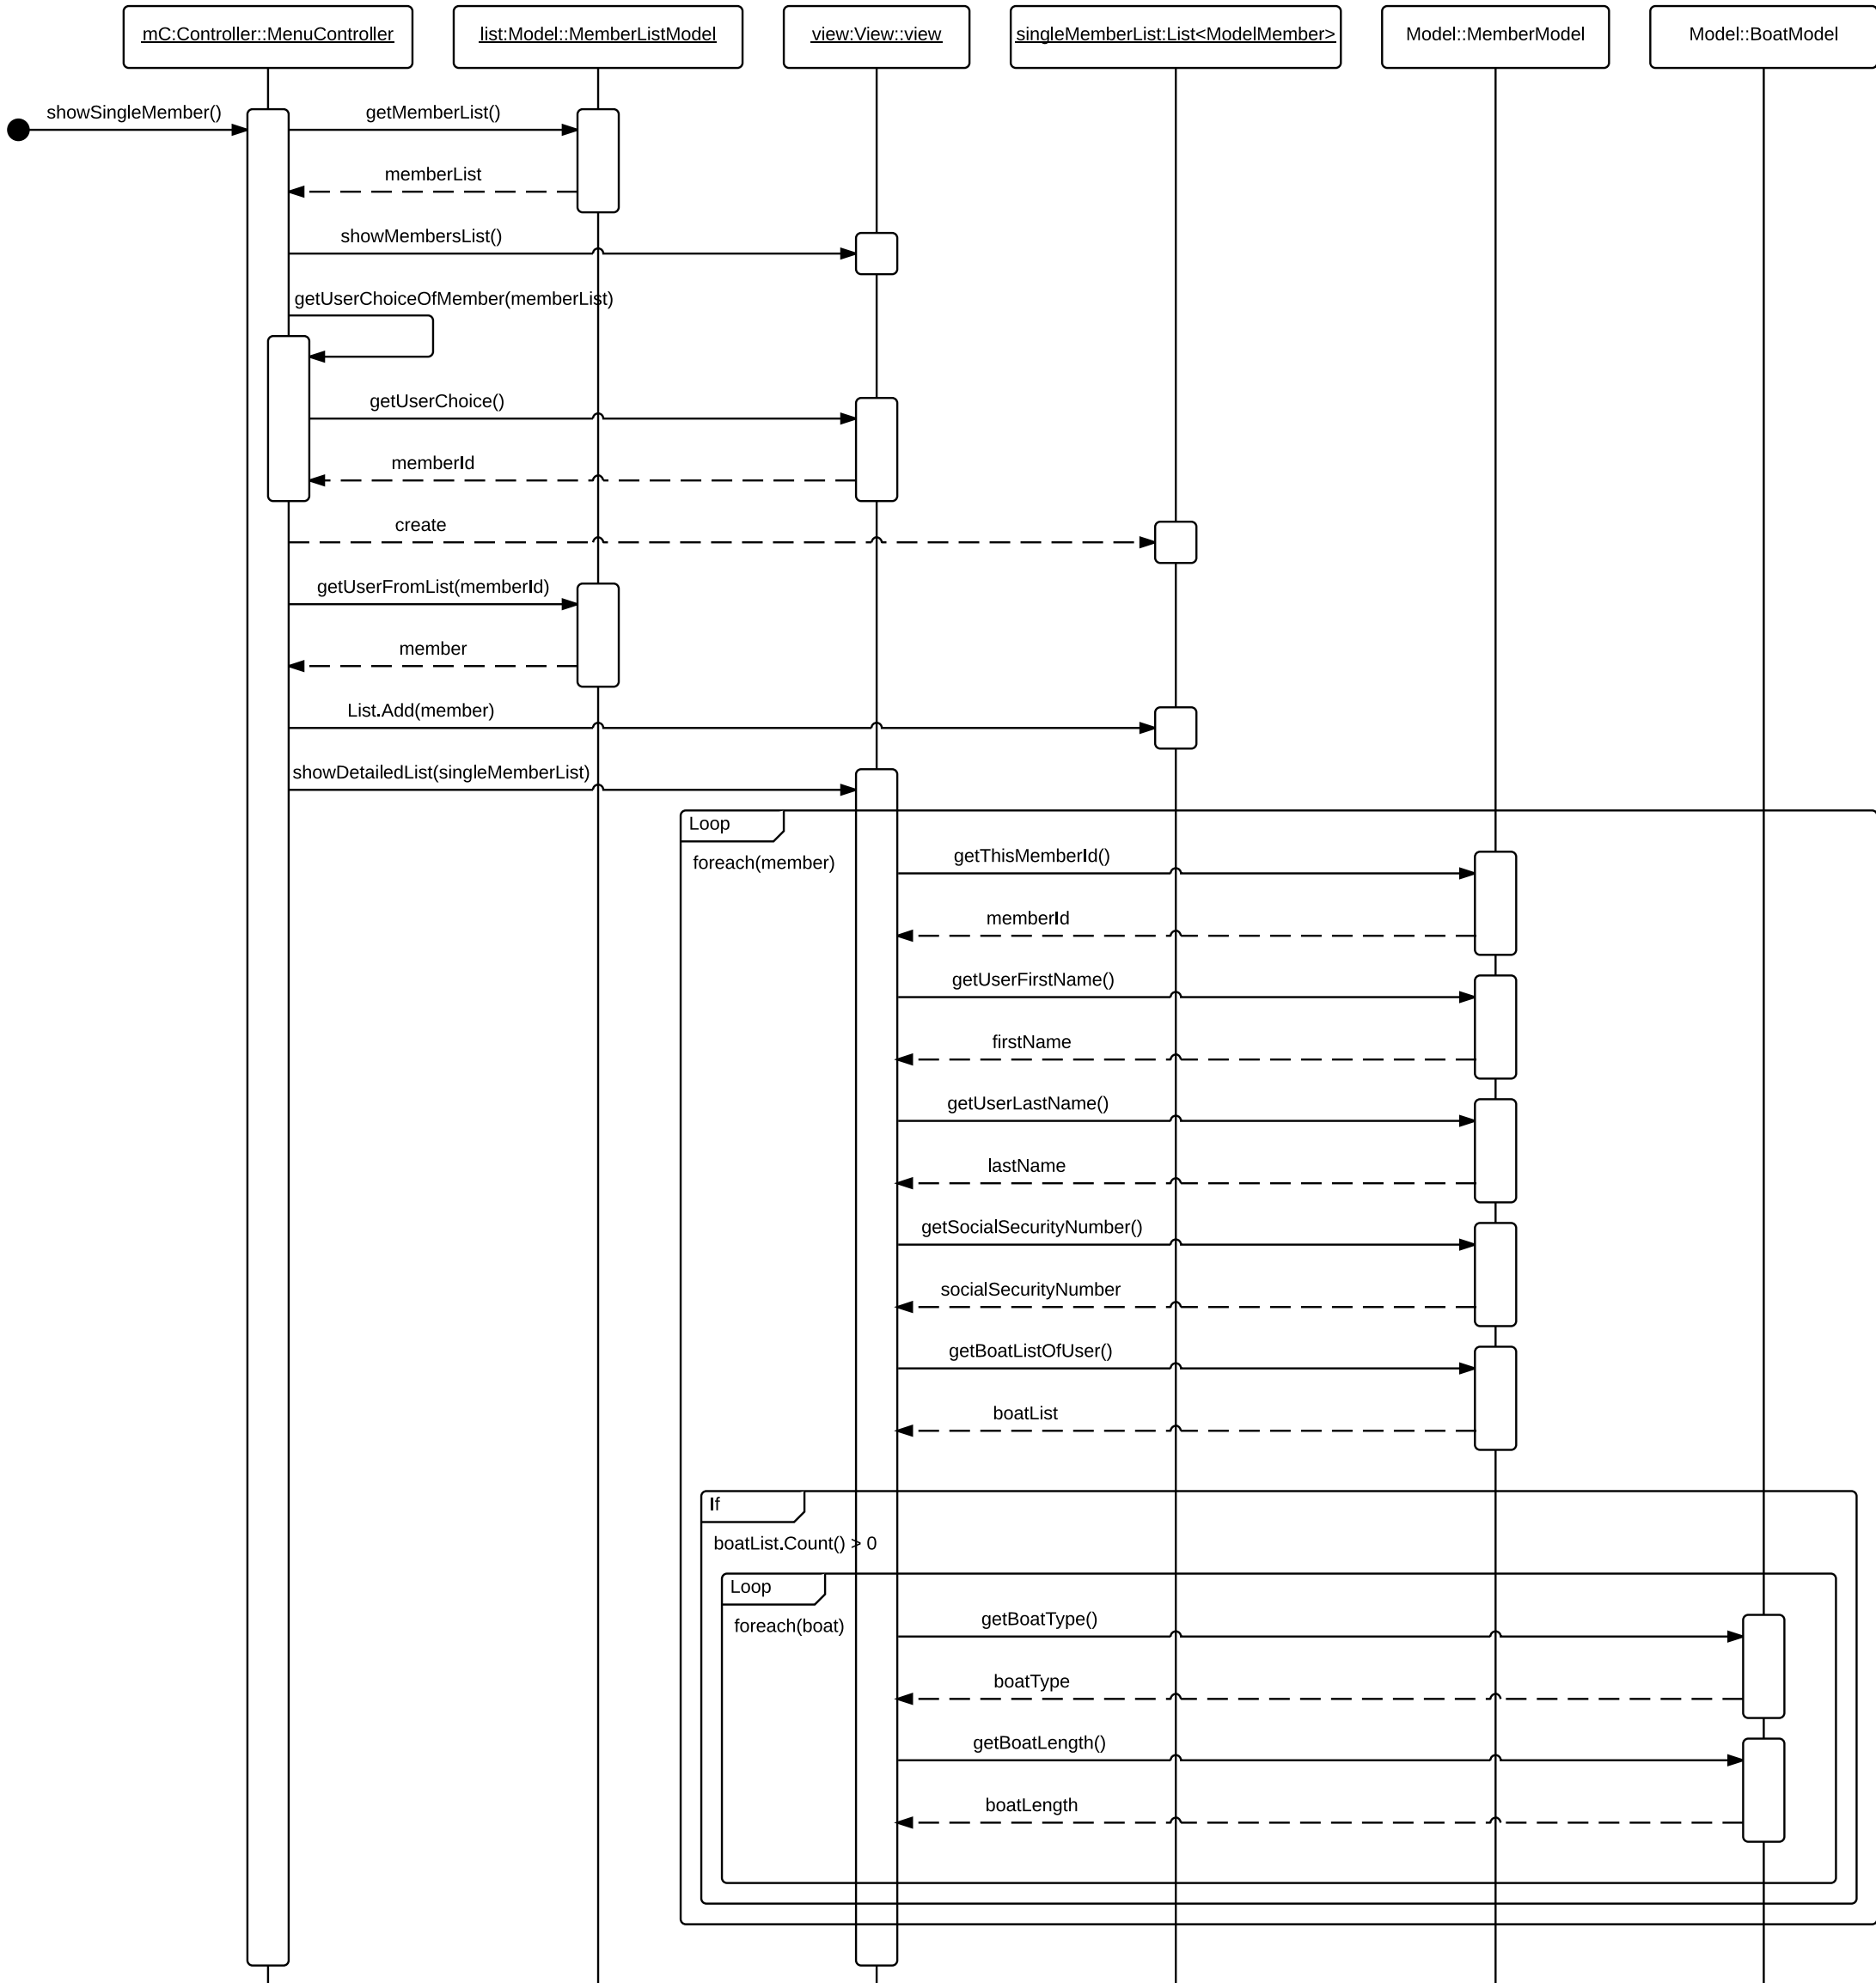 mC:Controller::MenuController
list:Model::MemberListModel
view:View::view
singleMemberList:List<ModelMember>
Model::MemberModel
Model::BoatModel
showSingleMember()
getMemberList()
memberList
showMembersList()
getUserChoiceOfMember(memberList)
getUserChoice()
memberId
create
getUserFromList(memberId)
member
List.Add(member)
showDetailedList(singleMemberList)
Loop
foreach(member)
getThisMemberId()
memberId
getUserFirstName()
firstName
getUserLastName()
lastName
getSocialSecurityNumber()
socialSecurityNumber
getBoatListOfUser()
boatList
If
boatList.Count() > 0
Loop
foreach(boat)
getBoatType()
boatType
getBoatLength()
boatLength